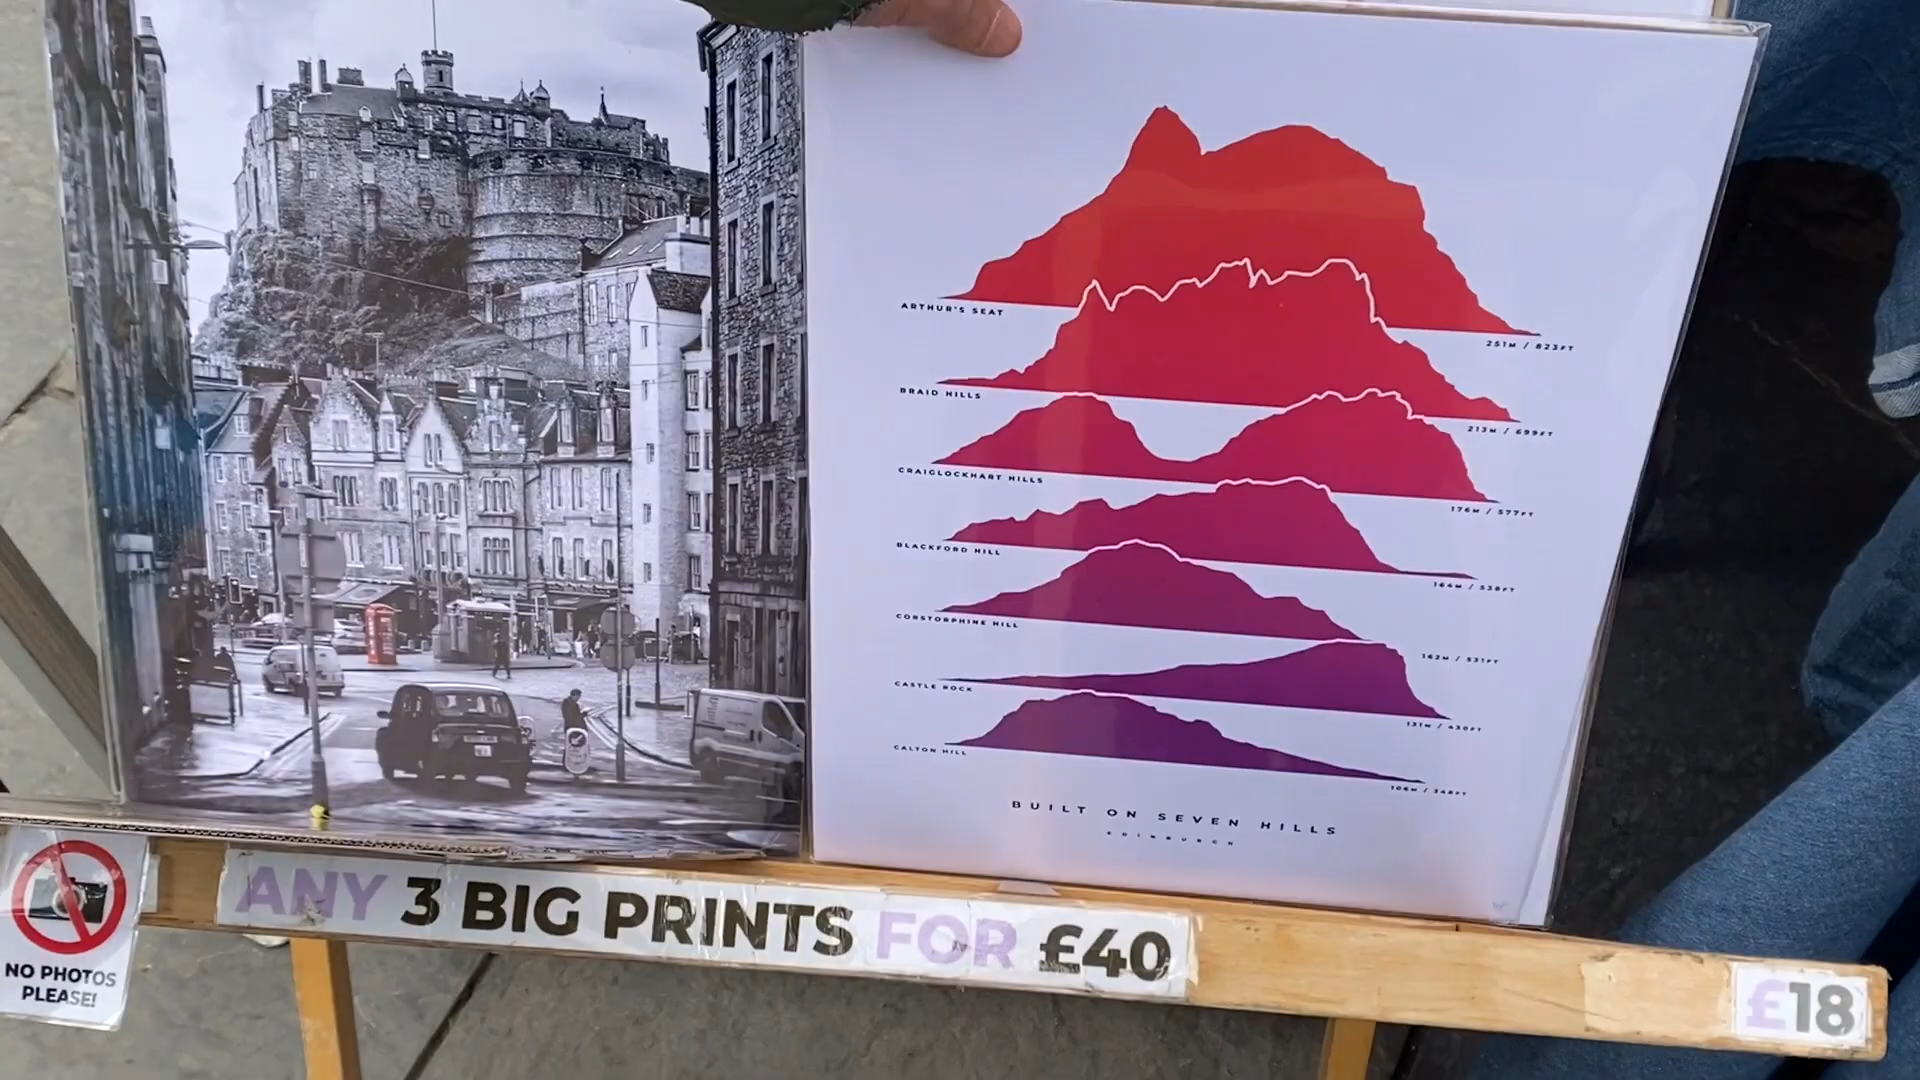 ARTHUR'S SEAT
251M / 823FT
BRAID HILLS
213M / 699FT
CRAIGLOCKHART HILLS
176M / 577FT
BLACKFORD HILL
164M / 538FT
CORSTORPHINE HILL
162M / 531FT
CASTLE ROCK
131M / 430FT
CALTON HILL
106M / 348FT
BUILT ON SEVEN HILLS
EDINBURGH
ANY 3 BIG PRINTS FOR £40
£18
NO PHOTOS
PLEASE!